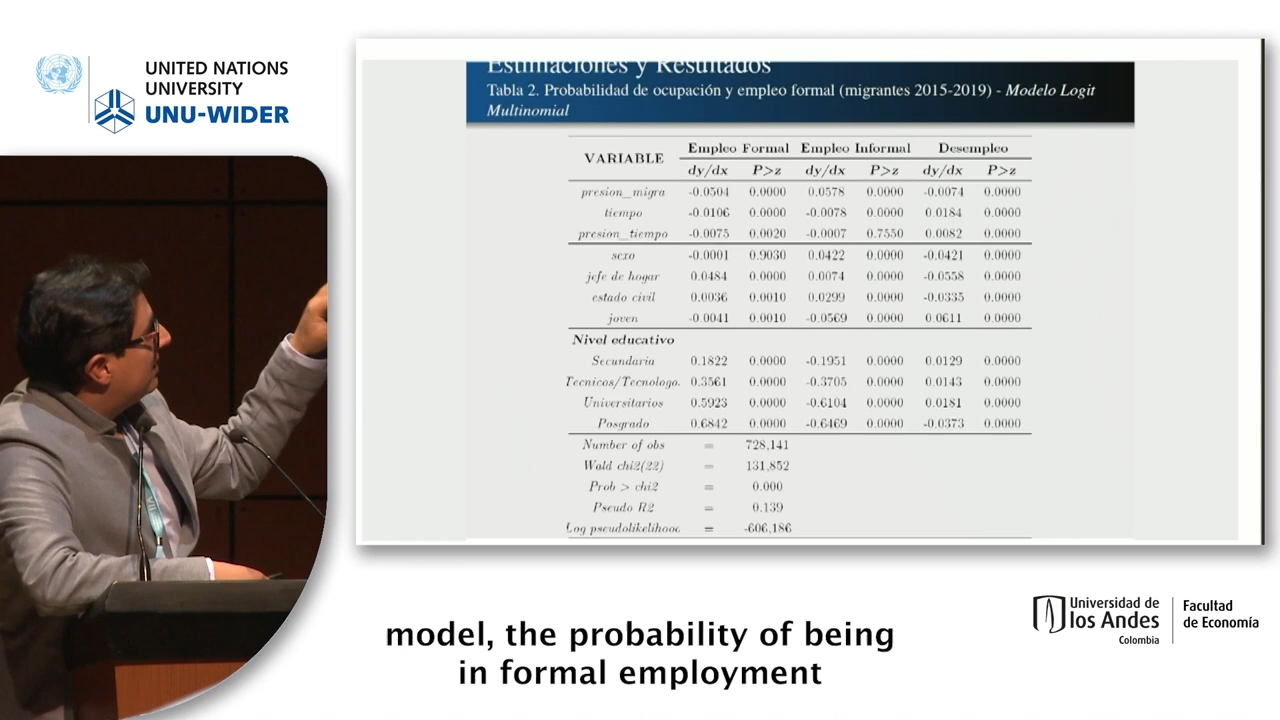 UNITED NATIONS
UNIVERSITY
UNU-WIDER
Estimaciones y Resultados
Tabla 2. Probabilidad de ocupación y empleo formal (migrantes 2015-2019) - Modelo Logit
Multinomial
VARIABLE Empleo Formal Empleo Informal Desempleo
dy/dx P>z dy/dx P>z dy/dx P>z
presion_migra -0.0504 0.0000 0.0578 0.0000 -0.0074 0.0000
tiempo -0.0106 0.0000 -0.0078 0.0000 0.0184 0.0000
presion_tiempo -0.0075 0.0020 -0.0007 0.7550 0.0082 0.0000
sexo -0.0001 0.9030 0.0422 0.0000 -0.0421 0.0000
jefe de hogar 0.0484 0.0000 0.0074 0.0000 -0.0558 0.0000
estado civil 0.0036 0.0010 0.0299 0.0000 -0.0335 0.0000
joven -0.0041 0.0010 -0.0569 0.0000 0.0611 0.0000
Nivel educativo
Secundaria 0.1822 0.0000 -0.1951 0.0000 0.0129 0.0000
Tecnicos/Tecnologo. 0.3561 0.0000 -0.3705 0.0000 0.0143 0.0000
Universitarios 0.5923 0.0000 -0.6104 0.0000 0.0181 0.0000
Posgrado 0.6842 0.0000 -0.6469 0.0000 -0.0373 0.0000
Number of obs = 728,141
Wald chi2(22) = 131,852
Prob > chi2 = 0.000
Pseudo R2 = 0.139
Log pseudolikelihood = -606,186
model, the probability of being
in formal employment
Universidad de
los Andes
Colombia
Facultad
de Economía